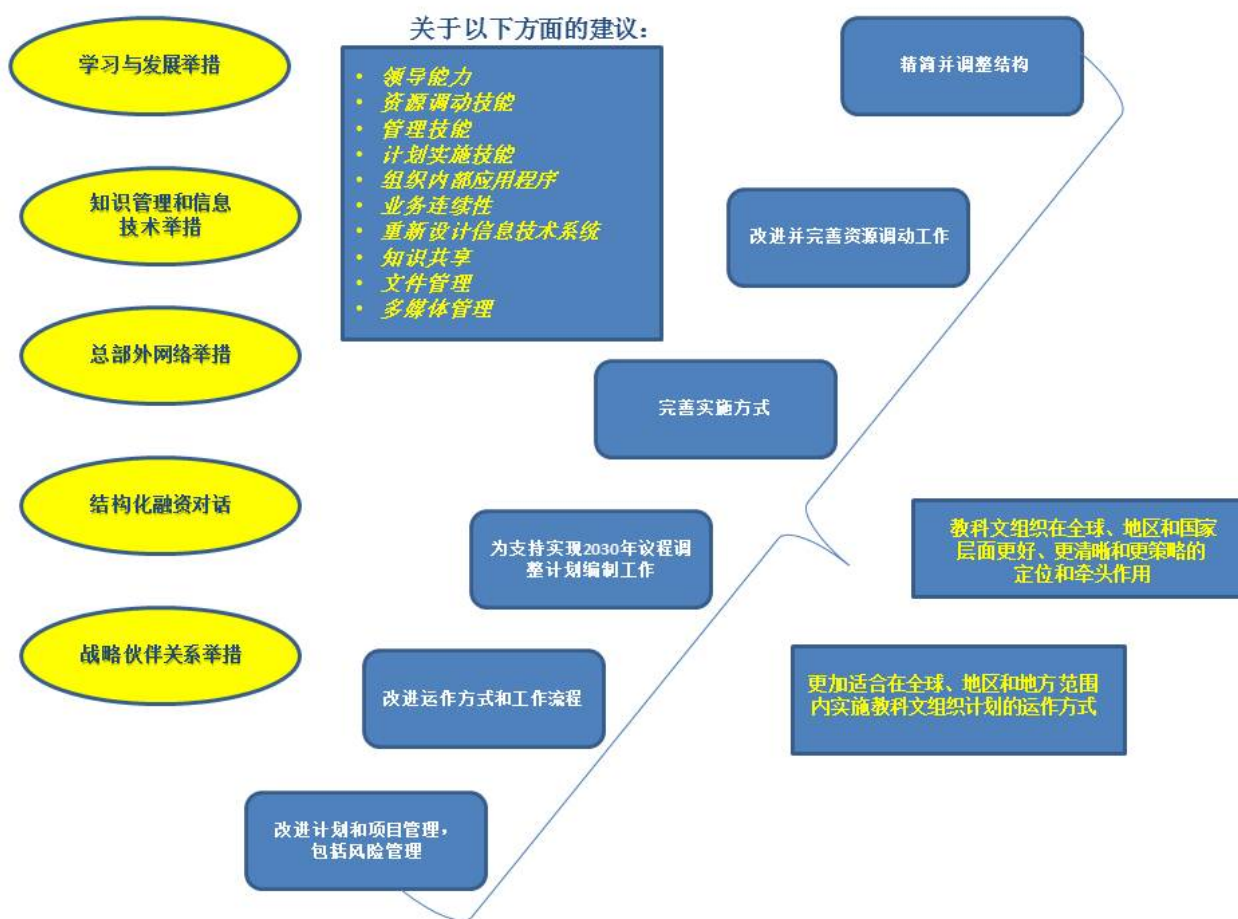 学习与发展举措
知识管理和信息
技术举措
总部外网络举措
结构化融资对话
战略伙伴关系举措
关于以下方面的建议：
• 领导能力
• 资源调动技能
• 管理技能
• 计划实施技能
• 组织内部应用程序
• 业务连续性
• 重新设计信息技术系统
• 知识共享
• 文件管理
• 多媒体管理
精简并调整结构
改进并完善资源调动工作
完善实施方式
为支持实现2030年议程调
整计划编制工作
改进运作方式和工作流程
改进计划和项目管理，
包括风险管理
教科文组织在全球、地区和国家
层面更好、更清晰和更策略的
定位和牵头作用
更加适合在全球、地区和地方范围
内实施教科文组织计划的运作方式